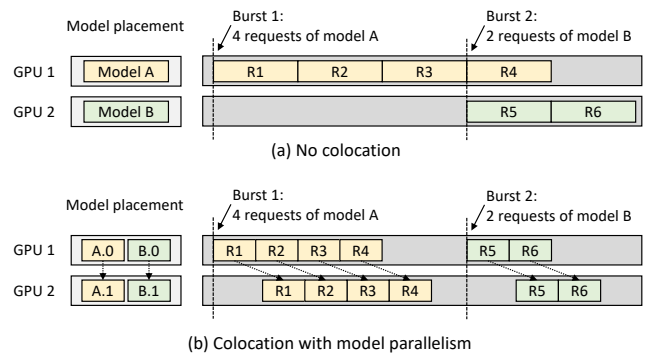 Model placement
Burst 1:
4 requests of model A
Burst 2:
2 requests of model B
GPU 1 Model A R1 R2 R3 R4
GPU 2 Model B R5 R6
(a) No colocation
Model placement
Burst 1:
4 requests of model A
Burst 2:
2 requests of model B
GPU 1 A.0 B.0 R1 R2 R3 R4 R5 R6
GPU 2 A.1 B.1 R1 R2 R3 R4 R5 R6
(b) Colocation with model parallelism